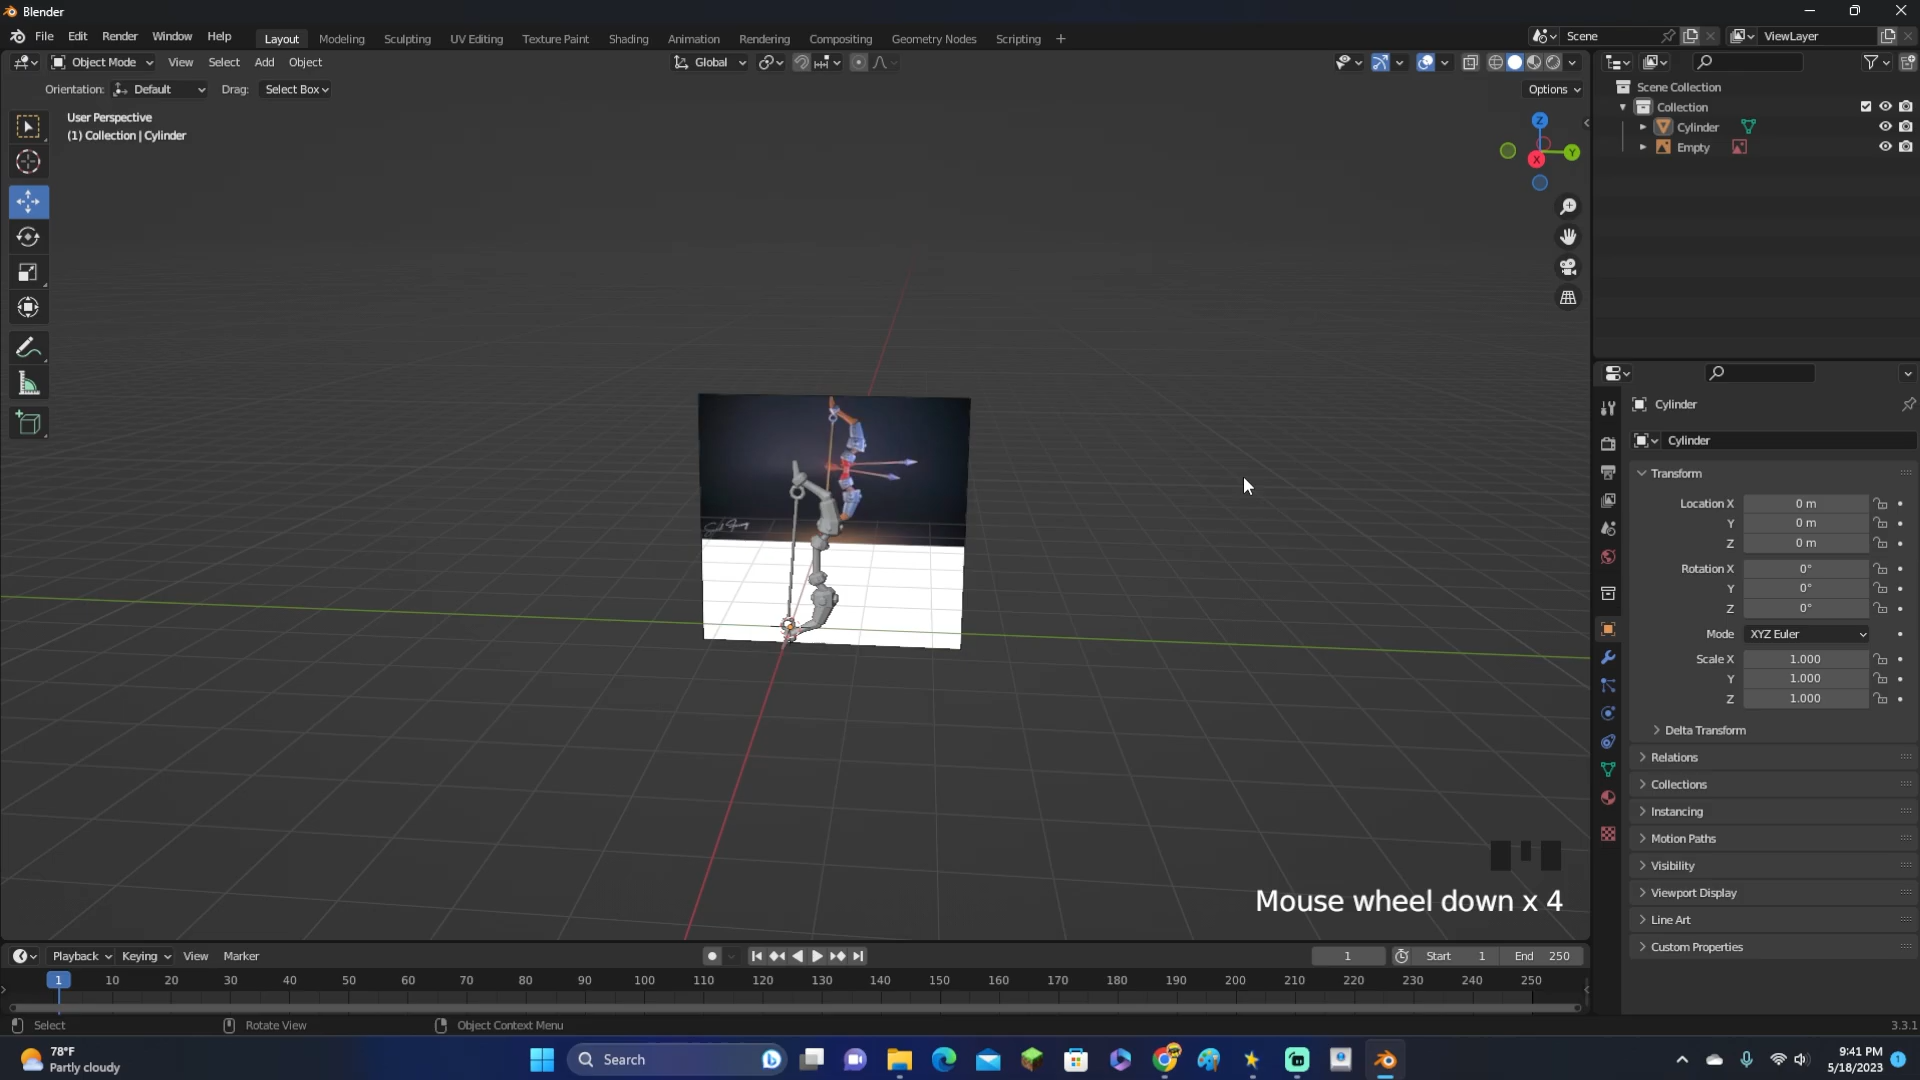 Blender
File Edit Render Window Help
Layout Modeling Sculpting UV Editing Texture Paint Shading Animation Rendering Compositing Geometry Nodes Scripting +
Scene
ViewLayer
Object Mode View Select Add Object
Global
Orientation: Default Drag: Select Box
Options
User Perspective
(1) Collection | Cylinder
Z
Y
X
Scene Collection
Collection
Cylinder
Empty
Cylinder
Cylinder
Transform
Location X 0 m
Y 0 m
Z 0 m
Rotation X 0°
Y 0°
Z 0°
Mode XYZ Euler
Scale X 1.000
Y 1.000
Z 1.000
Delta Transform
Relations
Collections
Instancing
Motion Paths
Visibility
Viewport Display
Line Art
Custom Properties
Mouse wheel down x 4
Playback Keying View Marker
1 Start 1 End 250
1 10 20 30 40 50 60 70 80 90 100 110 120 130 140 150 160 170 180 190 200 210 220 230 240 250
Select Rotate View Object Context Menu
3.3.1
78°F
Partly cloudy
Search
9:41 PM
5/18/2023
1